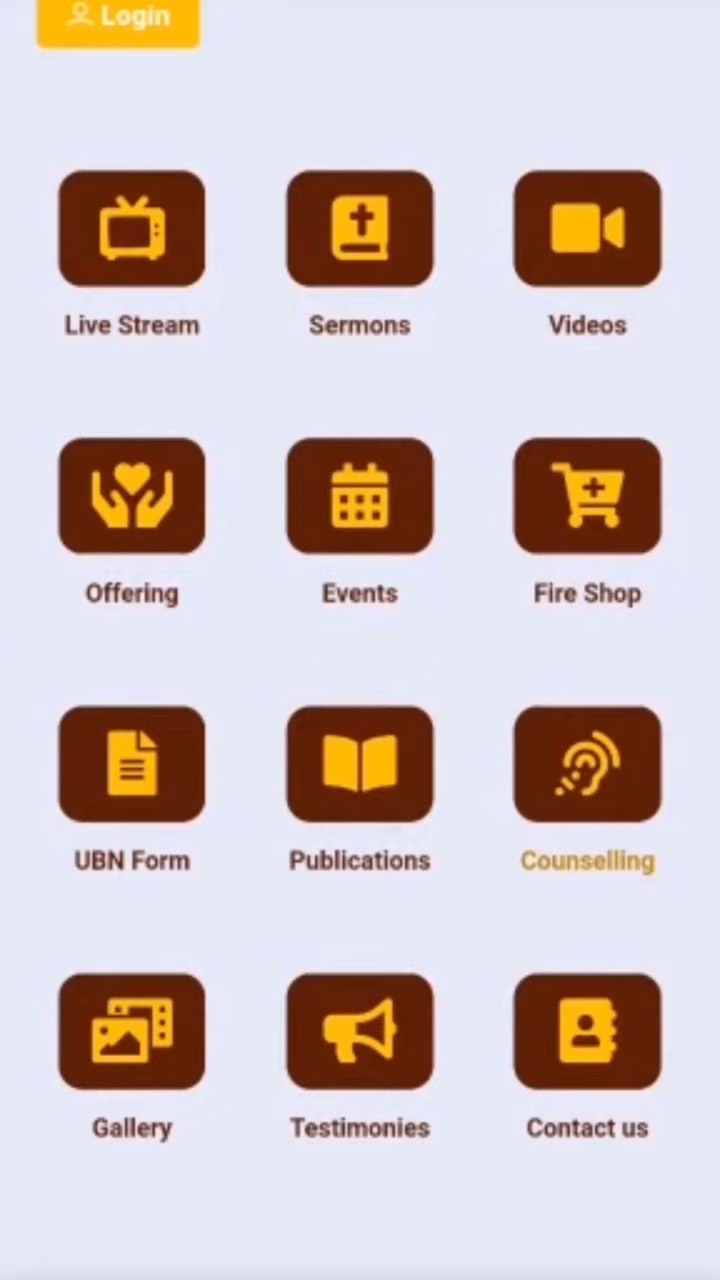 Login
Live Stream
Sermons
Videos
Offering
Events
Fire Shop
UBN Form
Publications
Counselling
Gallery
Testimonies
Contact us